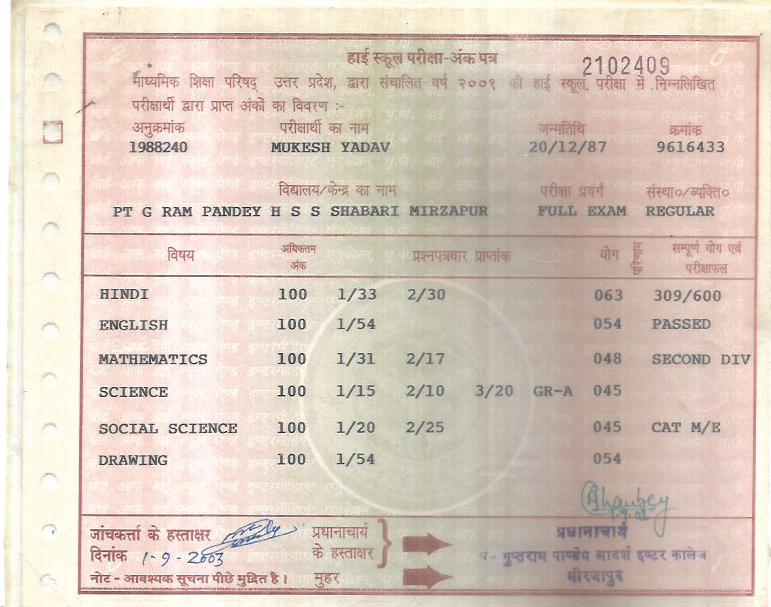 हाई स्कूल परीक्षा-अंक पत्र 2102409
माध्यमिक शिक्षा परिषद् उत्तर प्रदेश, द्वारा संचालित वर्ष २००१ की हाई स्कूल, परीक्षा में निम्नलिखित
परीक्षार्थी द्वारा प्राप्त अंकों का विवरण :-
अनुक्रमांक परीक्षार्थी का नाम जन्मतिथि क्रमांक
1988240 MUKESH YADAV 20/12/87 9616433
विद्यालय/केन्द्र का नाम परीक्षा प्रवर्ग संस्था०/व्यक्ति०
PT G RAM PANDEY H S S SHABARI MIRZAPUR FULL EXAM REGULAR
विषय अधिकतम अंक प्रश्नपत्रवार प्राप्तांक योग परिणाम सम्पूर्ण योग एवं परीक्षाफल
HINDI 100 1/33 2/30 063 309/600
ENGLISH 100 1/54 054 PASSED
MATHEMATICS 100 1/31 2/17 048 SECOND DIV
SCIENCE 100 1/15 2/10 3/20 GR-A 045
SOCIAL SCIENCE 100 1/20 2/25 045 CAT M/E
DRAWING 100 1/54 054
जांचकर्त्ता के हस्ताक्षर प्रधानाचार्य प्रधानाचार्य
दिनांक 1-9-2003 के हस्ताक्षर गुप्तराम पाण्डेय आदर्श इण्टर कालेज
नोट - आवश्यक सूचना पीछे मुद्रित है। मुहर मीरजापुर